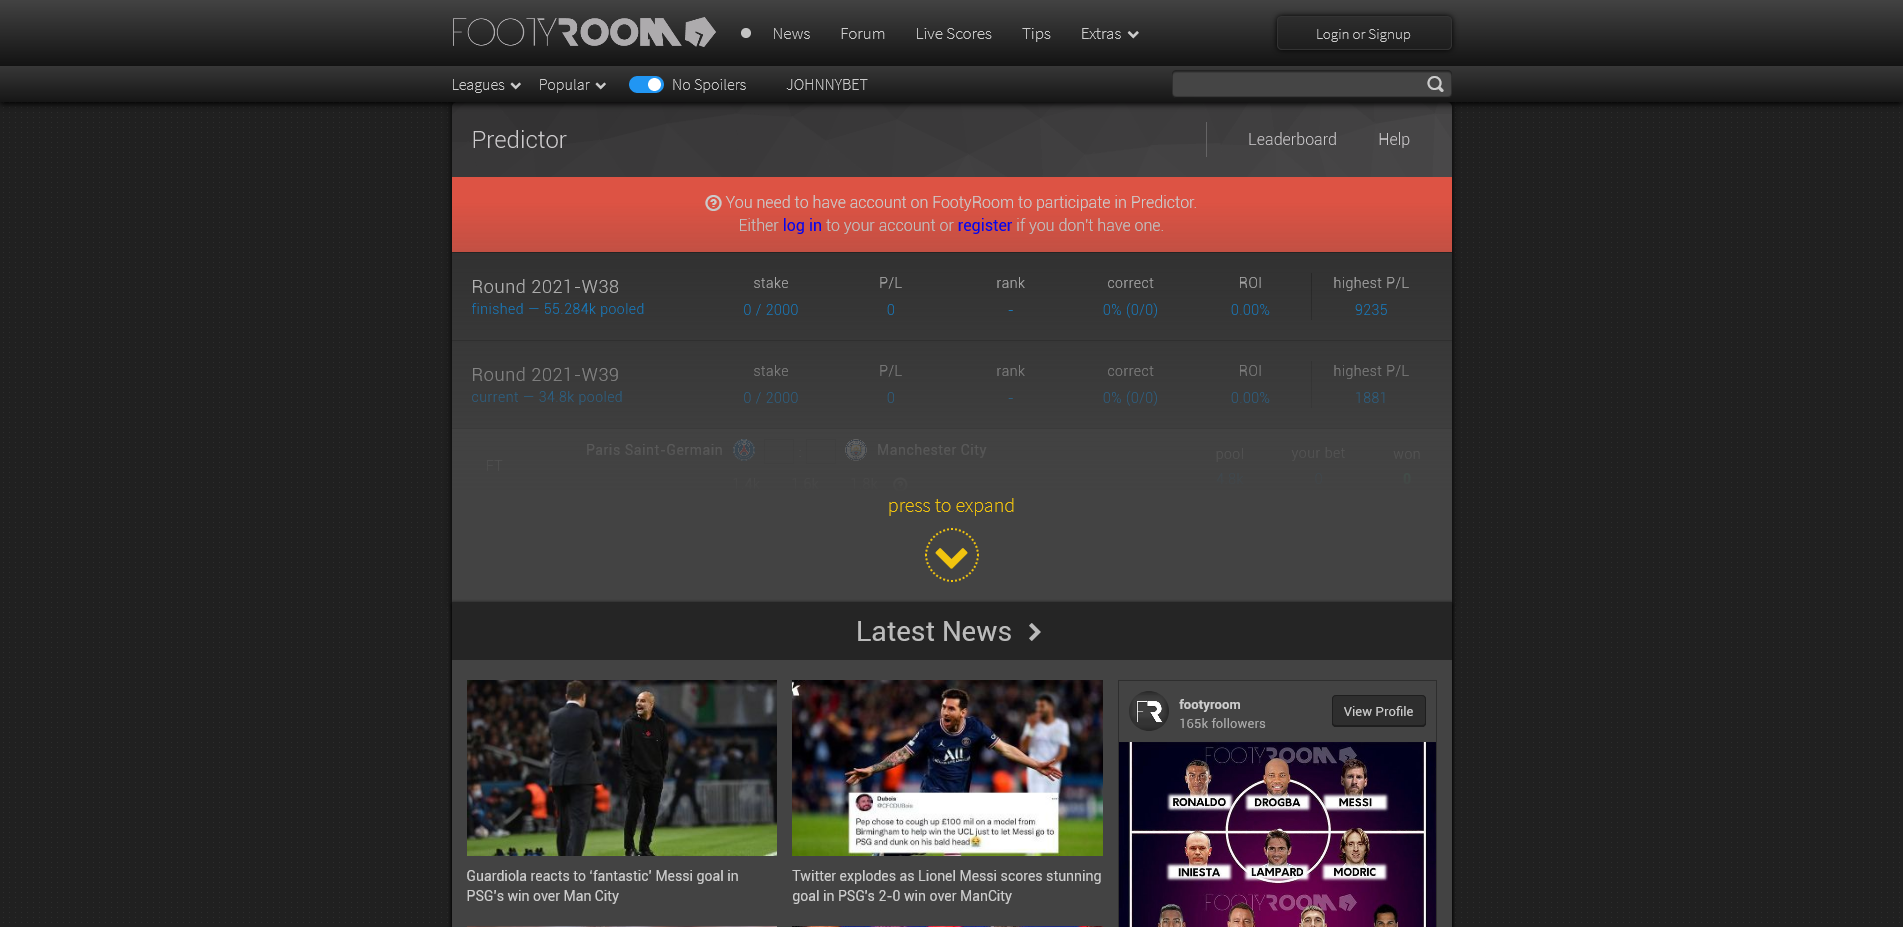 FOOTYROOM
News
Forum
Live Scores
Tips
Extras
Login or Signup
Leagues
Popular
No Spoilers
JOHNNYBET
Predictor
Leaderboard
Help
You need to have account on FootyRoom to participate in Predictor.
Either log in to your account or register if you don't have one.
Round 2021-W38
finished — 55.284k pooled
stake
0 / 2000
P/L
0
rank
-
correct
0% (0/0)
ROI
0.00%
highest P/L
9235
Round 2021-W39
current — 34.8k pooled
stake
0 / 2000
P/L
0
rank
-
correct
0% (0/0)
ROI
0.00%
highest P/L
1881
FT
Paris Saint-Germain
Manchester City
pool
your bet
won
0
press to expand
Latest News
Dubois
Pep chose to cough up £100 mil on a model from
Birmingham to help win the UCL just to let Messi go to
PSG and dunk on his bald head
Guardiola reacts to ‘fantastic’ Messi goal in
PSG’s win over Man City
Twitter explodes as Lionel Messi scores stunning
goal in PSG’s 2-0 win over ManCity
FR
footyroom
165k followers
View Profile
FOOTYROOM
RONALDO
DROGBA
MESSI
INIESTA
LAMPARD
MODRIC
FOOTYROOM